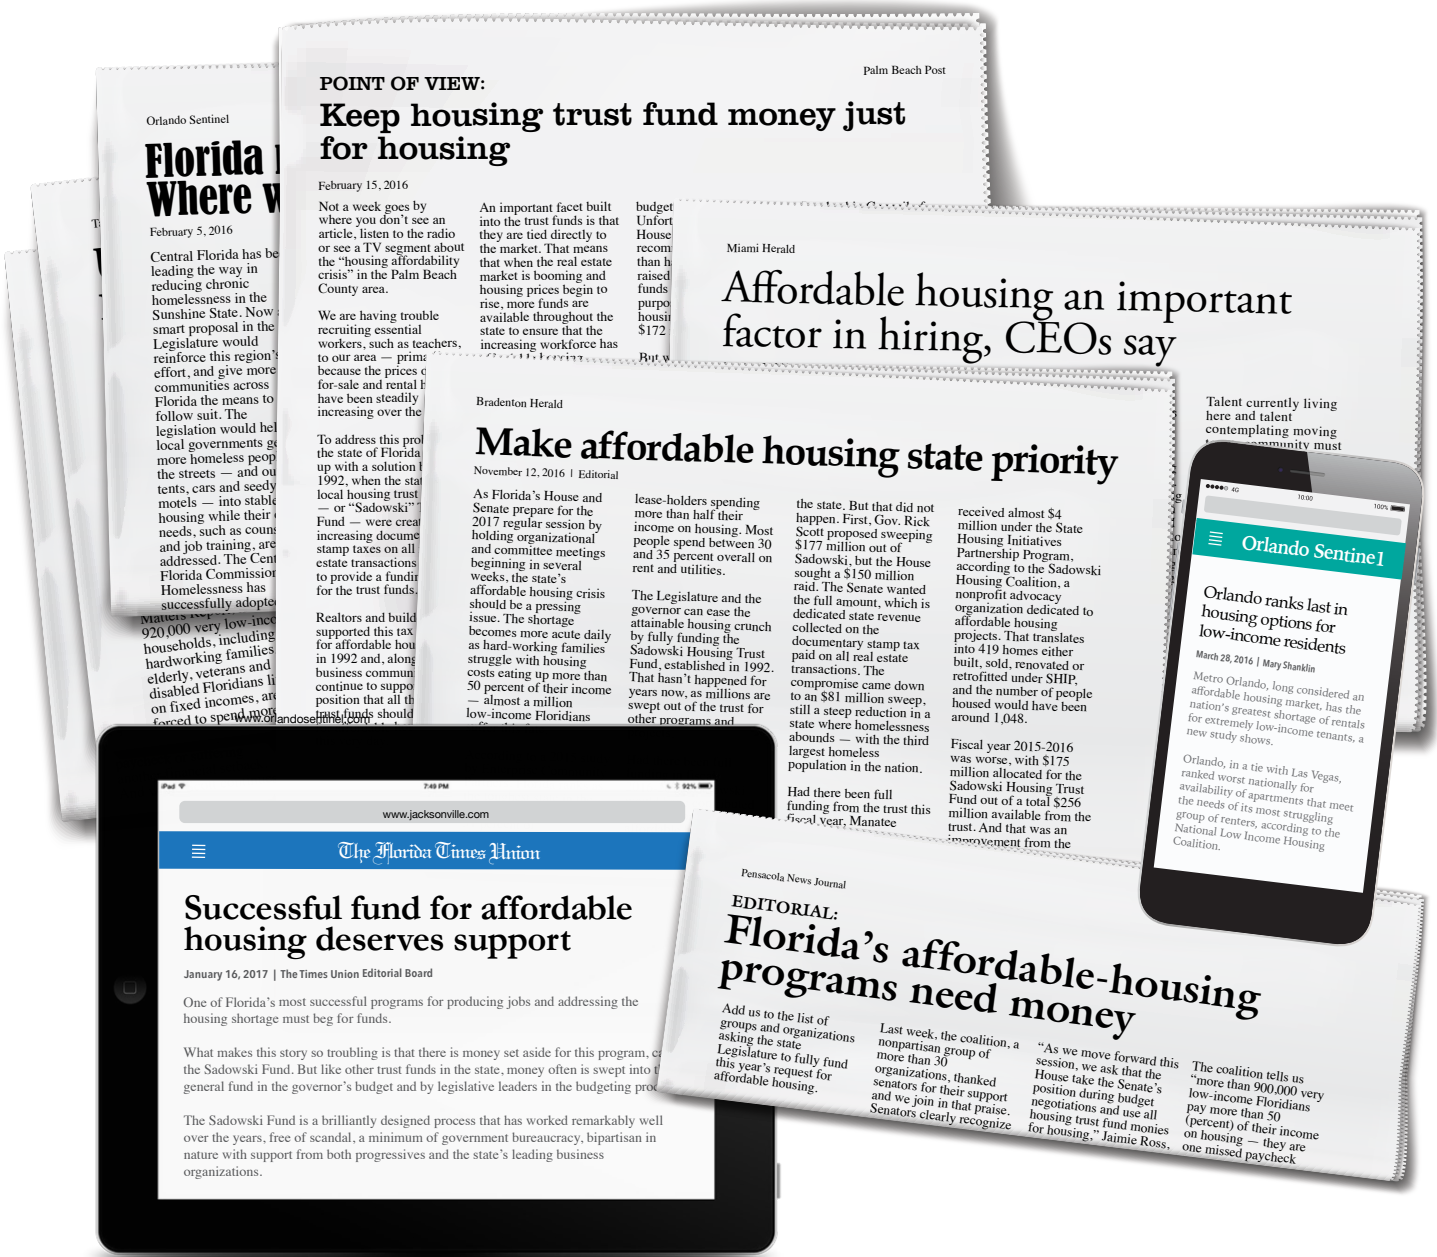 Orlando Sentinel
Florida
Where w
February 5, 2016
Central Florida has be
leading the way in
reducing chronic
homelessness in the
Sunshine State. Now
smart proposal in the
Legislature would
reinforce this region's
effort, and give more
communities across
Florida the means to
follow suit. The
legislation would hel
local governments ge
more homeless peop
the streets — and ou
tents, cars and seedy
motels — into stable
housing while their
needs, such as couns
and job training, are
addressed. The Cent
Florida Commission
Homelessness has
successfully adopted
920,000 very low-inco
households, including
hardworking families
elderly, veterans and
disabled Floridians li
on fixed incomes, are
forced to spend more
www.orlandosentinel.com
Palm Beach Post
POINT OF VIEW:
Keep housing trust fund money just
for housing
February 15, 2016
Not a week goes by
where you don't see an
article, listen to the radio
or see a TV segment about
the “housing affordability
crisis” in the Palm Beach
County area.
We are having trouble
recruiting essential
workers, such as teachers,
to our area — prima
because the prices o
for-sale and rental h
have been steadily
increasing over the
To address this pro
the state of Florida
up with a solution
1992, when the stat
local housing trust
— or “Sadowski”
Fund — were creat
increasing docume
stamp taxes on all
estate transactions
to provide a fundin
for the trust funds.
Realtors and build
supported this tax
for affordable hou
in 1992 and, along
business commun
continue to suppo
position that all th
trust funds should
An important facet built
into the trust funds is that
they are tied directly to
the market. That means
that when the real estate
market is booming and
housing prices begin to
rise, more funds are
available throughout the
state to ensure that the
increasing workforce has
budget
Unfort
House
recom
than h
raised
funds
purpo
housin
$172
But w
Miami Herald
Affordable housing an important
factor in hiring, CEOs say
Talent currently living
here and talent
contemplating moving
community must
Bradenton Herald
Make affordable housing state priority
November 12, 2016 | Editorial
As Florida's House and
Senate prepare for the
2017 regular session by
holding organizational
and committee meetings
beginning in several
weeks, the state's
affordable housing crisis
should be a pressing
issue. The shortage
becomes more acute daily
as hard-working families
struggle with housing
costs eating up more than
50 percent of their income
— almost a million
low-income Floridians
lease-holders spending
more than half their
income on housing. Most
people spend between 30
and 35 percent overall on
rent and utilities.
The Legislature and the
governor can ease the
attainable housing crunch
by fully funding the
Sadowski Housing Trust
Fund, established in 1992.
That hasn't happened for
years now, as millions are
swept out of the trust for
other programs and
the state. But that did not
happen. First, Gov. Rick
Scott proposed sweeping
$177 million out of
Sadowski, but the House
sought a $150 million
raid. The Senate wanted
the full amount, which is
dedicated state revenue
collected on the
documentary stamp tax
paid on all real estate
transactions. The
compromise came down
to an $81 million sweep,
still a steep reduction in a
state where homelessness
abounds — with the third
largest homeless
population in the nation.
Had there been full
funding from the trust this
fiscal year, Manatee
received almost $4
million under the State
Housing Initiatives
Partnership Program,
according to the Sadowski
Housing Coalition, a
nonprofit advocacy
organization dedicated to
affordable housing
projects. That translates
into 419 homes either
built, sold, renovated or
retrofitted under SHIP,
and the number of people
housed would have been
around 1,048.
Fiscal year 2015-2016
was worse, with $175
million allocated for the
Sadowski Housing Trust
Fund out of a total $256
million available from the
trust. And that was an
improvement from the
4G
10:00
100%
Orlando Sentine1
Orlando ranks last in
housing options for
low-income residents
March 28, 2016 | Mary Shanklin
Metro Orlando, long considered an
affordable housing market, has the
nation's greatest shortage of rentals
for extremely low-income tenants, a
new study shows.
Orlando, in a tie with Las Vegas,
ranked worst nationally for
availability of apartments that meet
the needs of its most struggling
group of renters, according to the
National Low Income Housing
Coalition.
iPad
7:49 PM
92%
www.jacksonville.com
The Florida Times Union
Successful fund for affordable
housing deserves support
January 16, 2017 | The Times Union Editorial Board
One of Florida's most successful programs for producing jobs and addressing the
housing shortage must beg for funds.
What makes this story so troubling is that there is money set aside for this program, ca
the Sadowski Fund. But like other trust funds in the state, money often is swept into t
general fund in the governor's budget and by legislative leaders in the budgeting proc
The Sadowski Fund is a brilliantly designed process that has worked remarkably well
over the years, free of scandal, a minimum of government bureaucracy, bipartisan in
nature with support from both progressives and the state's leading business
organizations.
Pensacola News Journal
EDITORIAL:
Florida's affordable-housing
programs need money
Add us to the list of
groups and organizations
asking the state
Legislature to fully fund
this year's request for
affordable housing.
Last week, the coalition, a
nonpartisan group of
more than 30
organizations, thanked
senators for their support
and we join in that praise.
Senators clearly recognize
“As we move forward this
session, we ask that the
House take the Senate's
position during budget
negotiations and use all
housing trust fund monies
for housing,” Jaimie Ross,
The coalition tells us
“more than 900,000 very
low-income Floridians
pay more than 50
(percent) of their income
on housing — they are
one missed paycheck